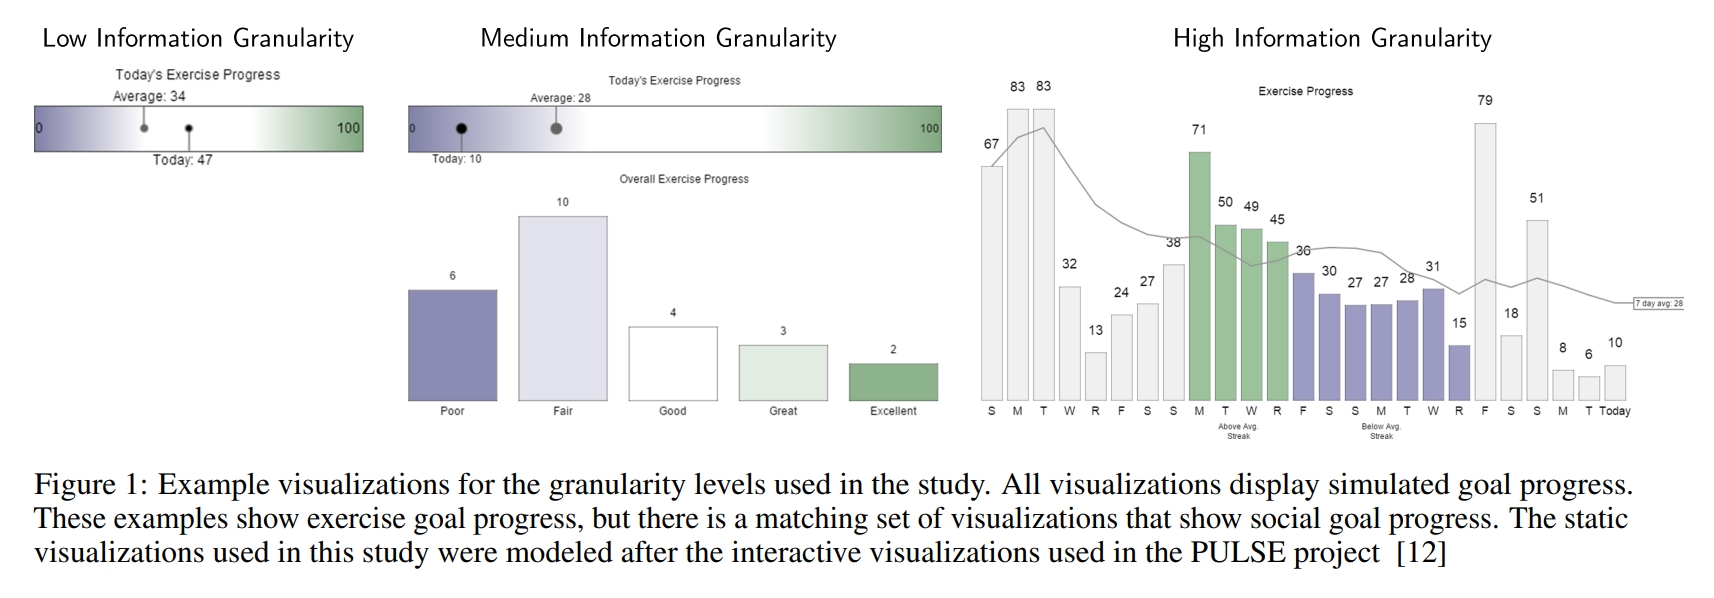 Low Information Granularity
Today's Exercise Progress
Average: 34
0
100
Today: 47
Medium Information Granularity
Today's Exercise Progress
Average: 28
0
100
Today: 10
Overall Exercise Progress
6
10
4
3
2
Poor
Fair
Good
Great
Excellent
High Information Granularity
Exercise Progress
67
83
83
32
13
24
27
38
71
50
49
45
36
30
27
27
28
31
15
79
18
51
8
6
10
7 day avg: 28
S M T W R F S S M T W R F S S M T W R F S S M T Today
Above Avg.
Streak
Below Avg.
Streak
Figure 1: Example visualizations for the granularity levels used in the study. All visualizations display simulated goal progress.
These examples show exercise goal progress, but there is a matching set of visualizations that show social goal progress. The static
visualizations used in this study were modeled after the interactive visualizations used in the PULSE project [12]